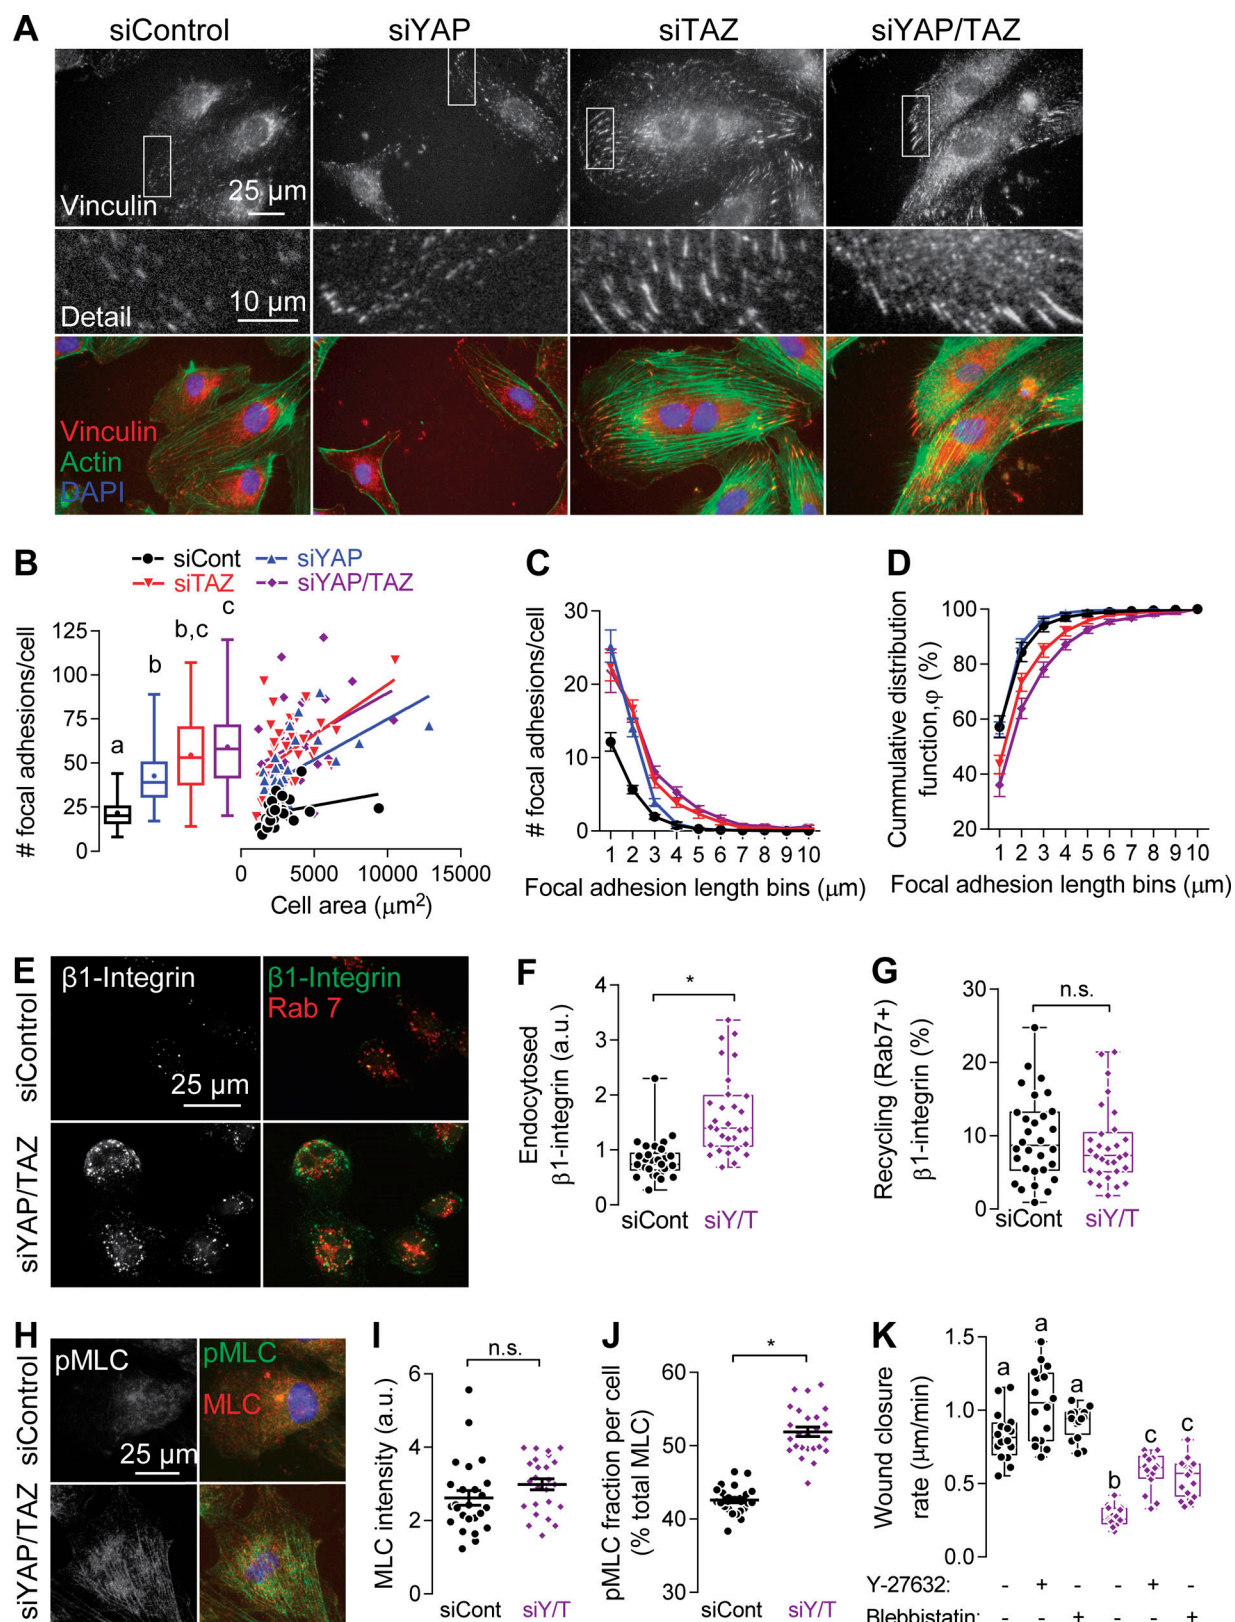 A
siControl
siYAP
siTAZ
siYAP/TAZ
Vinculin
25 µm
Detail
10 µm
Vinculin
Actin
DAPI
B
siCont
siYAP
siTAZ
siYAP/TAZ
# focal adhesions/cell
125
100
75
50
25
0
a
b
b,c
c
0
5000
10000
15000
Cell area (µm²)
C
# focal adhesions/cell
30
20
10
0
1 2 3 4 5 6 7 8 9 10
Focal adhesion length bins (µm)
D
Cummulative distribution
function,φ (%)
100
80
60
40
20
1 2 3 4 5 6 7 8 9 10
Focal adhesion length bins (µm)
E
siControl
siYAP/TAZ
β1-Integrin
25 µm
β1-Integrin
Rab 7
F
Endocytosed
β1-integrin (a.u.)
4
3
2
1
0
*
siCont
siY/T
G
Recycling (Rab7+)
β1-integrin (%)
30
20
10
0
n.s.
siCont
siY/T
H
siControl
siYAP/TAZ
pMLC
25 µm
pMLC
MLC
I
MLC intensity (a.u.)
6
4
2
0
n.s.
siCont
siY/T
J
pMLC fraction per cell
(% total MLC)
60
50
40
30
*
siCont
siY/T
K
Wound closure
rate (µm/min)
1.5
1.0
0.5
0.0
a
a
a
b
c
c
Y-27632: - + - - + -
Blebbistatin: - - + - - +